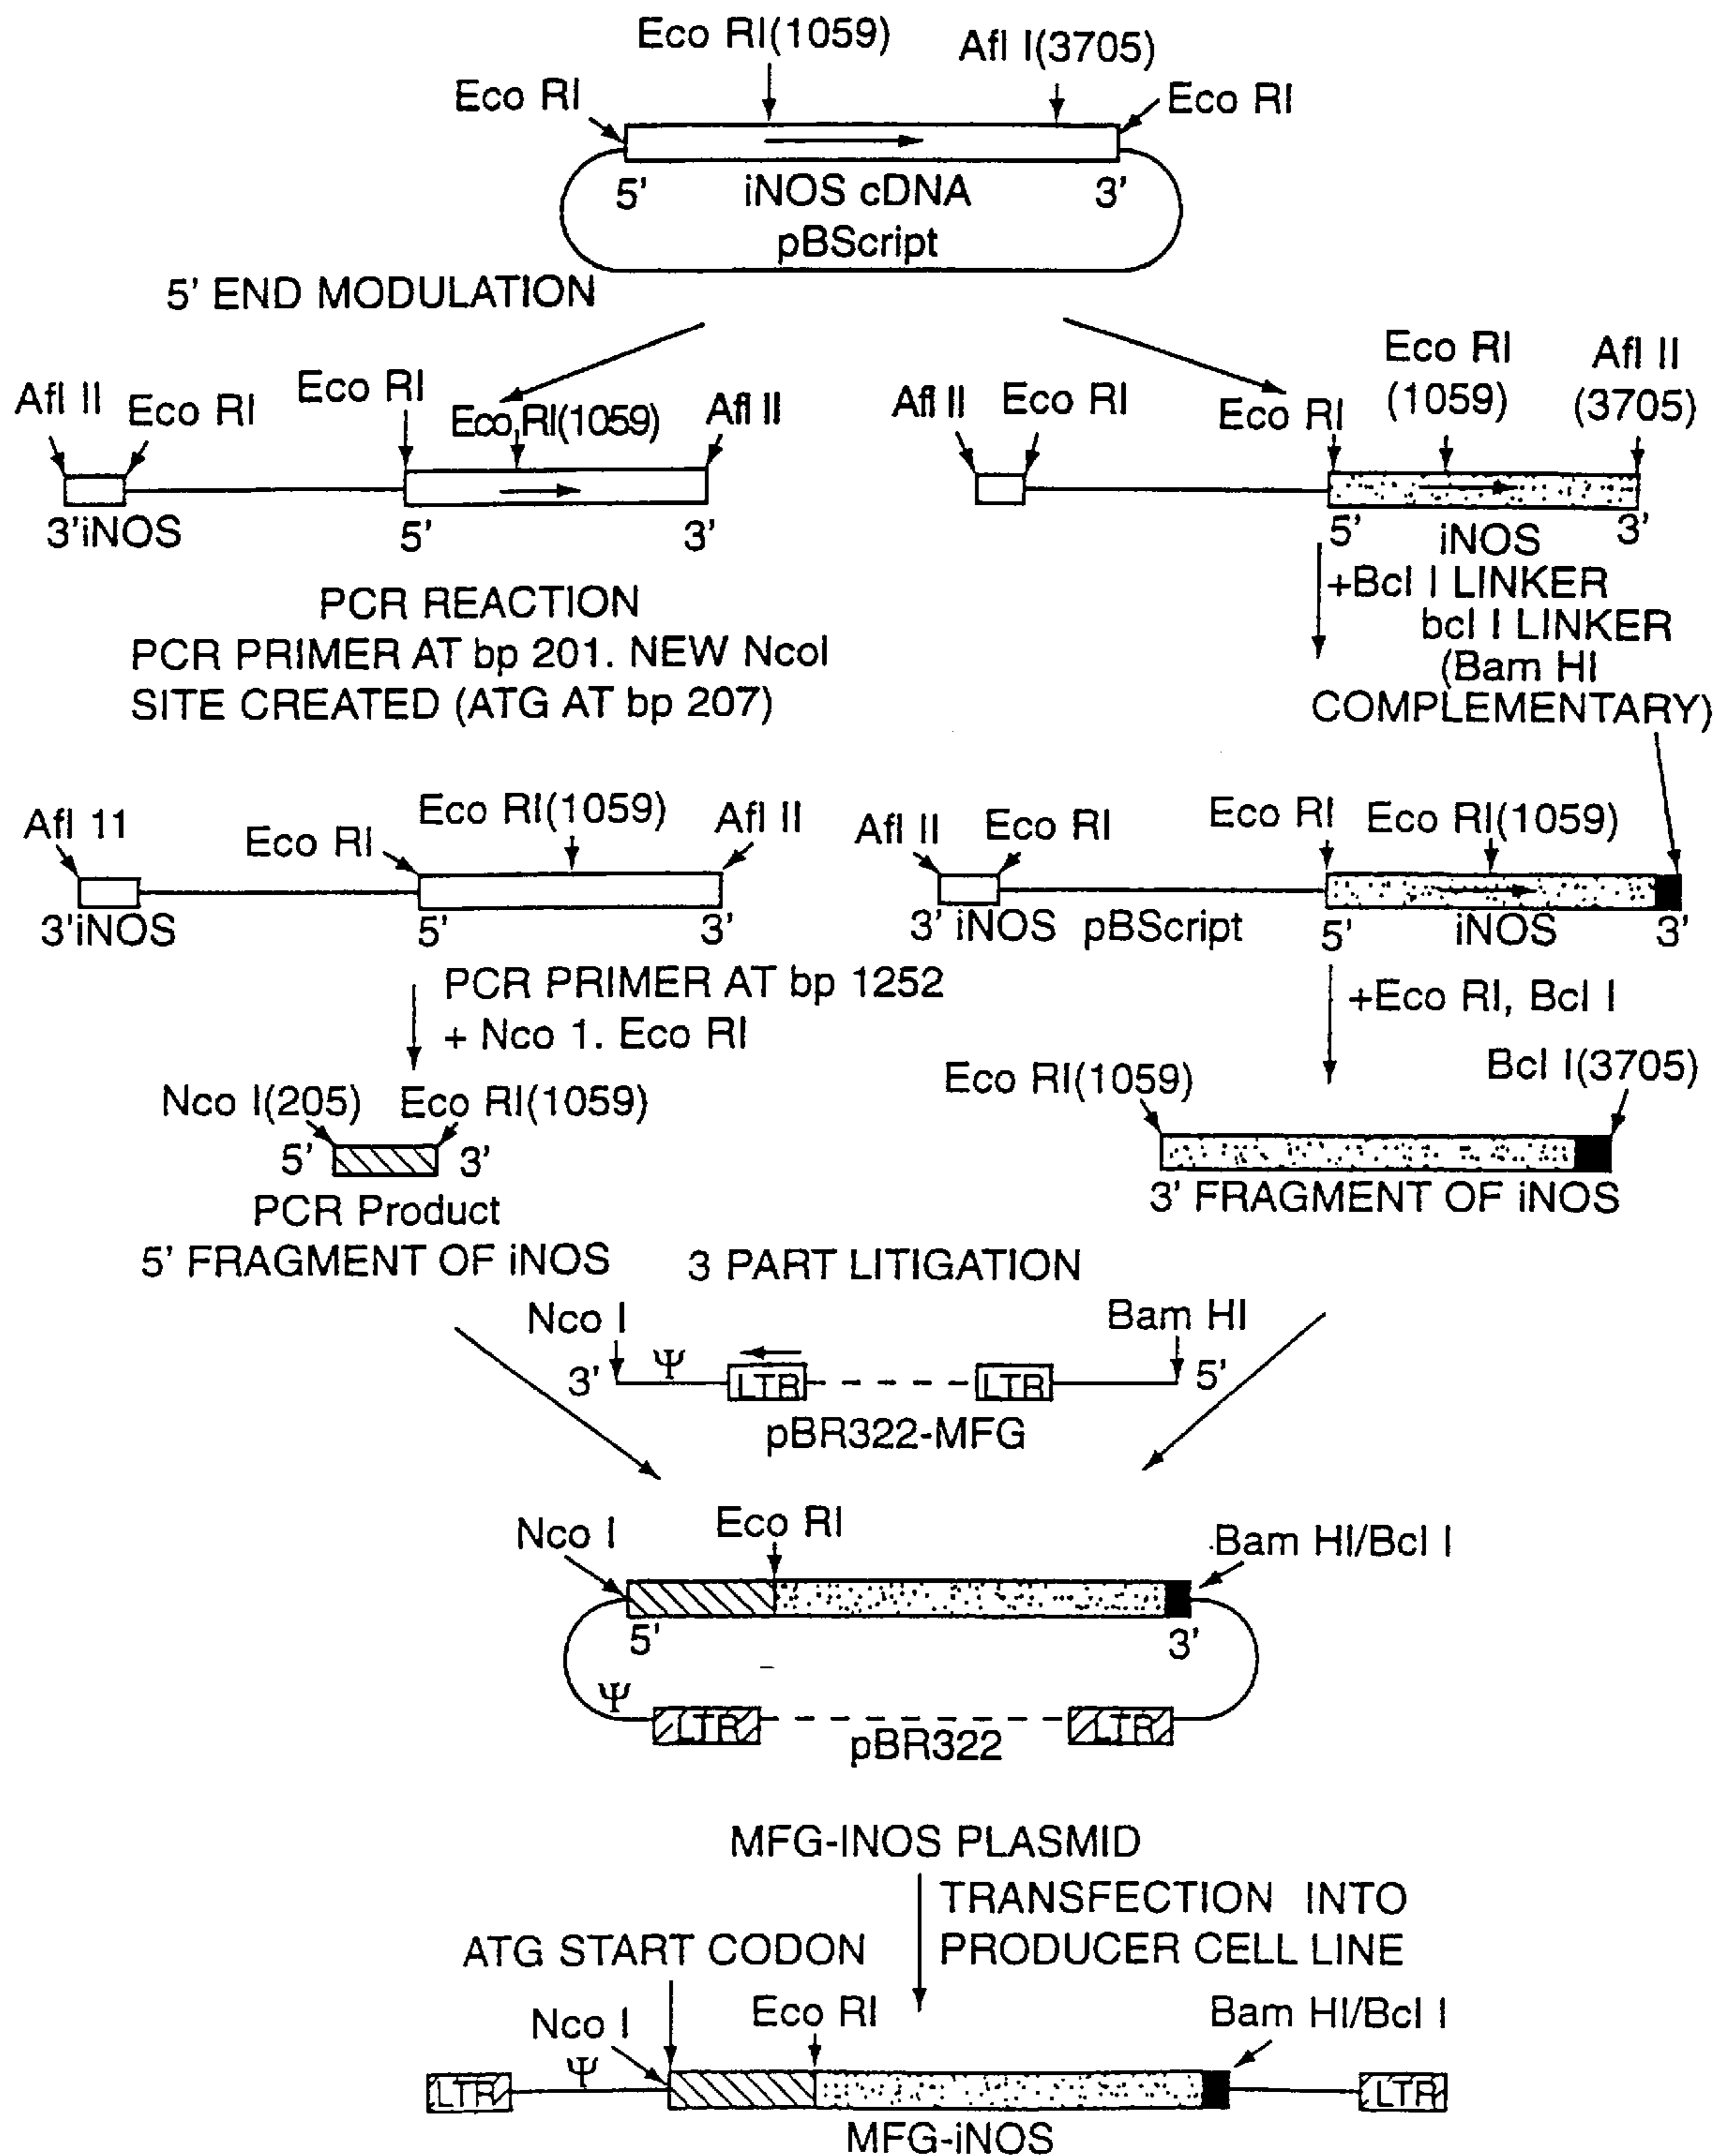 Eco RI(1059)
Afl I(3705)
Eco RI
Eco RI
5'
iNOS cDNA
3'
pBScript
5' END MODULATION
Afl II
Eco RI
Eco RI
Eco RI(1059)
Afl II
3'iNOS
5'
3'
Afl II
Eco RI
Eco RI
Eco RI
(1059)
Afl II
(3705)
5'
iNOS
3'
PCR REACTION
PCR PRIMER AT bp 201. NEW NcoI
SITE CREATED (ATG AT bp 207)
+Bcl I LINKER
bcl I LINKER
(Bam HI
COMPLEMENTARY)
Afl 11
Eco RI
Eco RI(1059)
Afl II
3'iNOS
5'
3'
Afl II
Eco RI
Eco RI
Eco RI(1059)
3' iNOS
pBScript
5'
iNOS
3'
PCR PRIMER AT bp 1252
+ Nco 1. Eco RI
+Eco RI, Bcl I
Nco I(205)
Eco RI(1059)
5'
3'
PCR Product
5' FRAGMENT OF iNOS
Eco RI(1059)
Bcl I(3705)
3' FRAGMENT OF iNOS
3 PART LITIGATION
Nco I
Bam HI
3'
Ψ
LTR
LTR
5'
pBR322-MFG
Nco I
Eco RI
Bam HI/Bcl I
5'
3'
Ψ
LTR
pBR322
LTR
MFG-INOS PLASMID
TRANSFECTION INTO
PRODUCER CELL LINE
ATG START CODON
Nco I
Eco RI
Bam HI/Bcl I
LTR
Ψ
LTR
MFG-iNOS